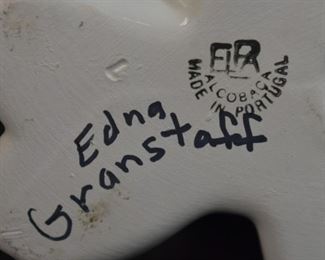 ELPA
ALCOBAÇA
MADE IN PORTUGAL
Edna
Granstaff